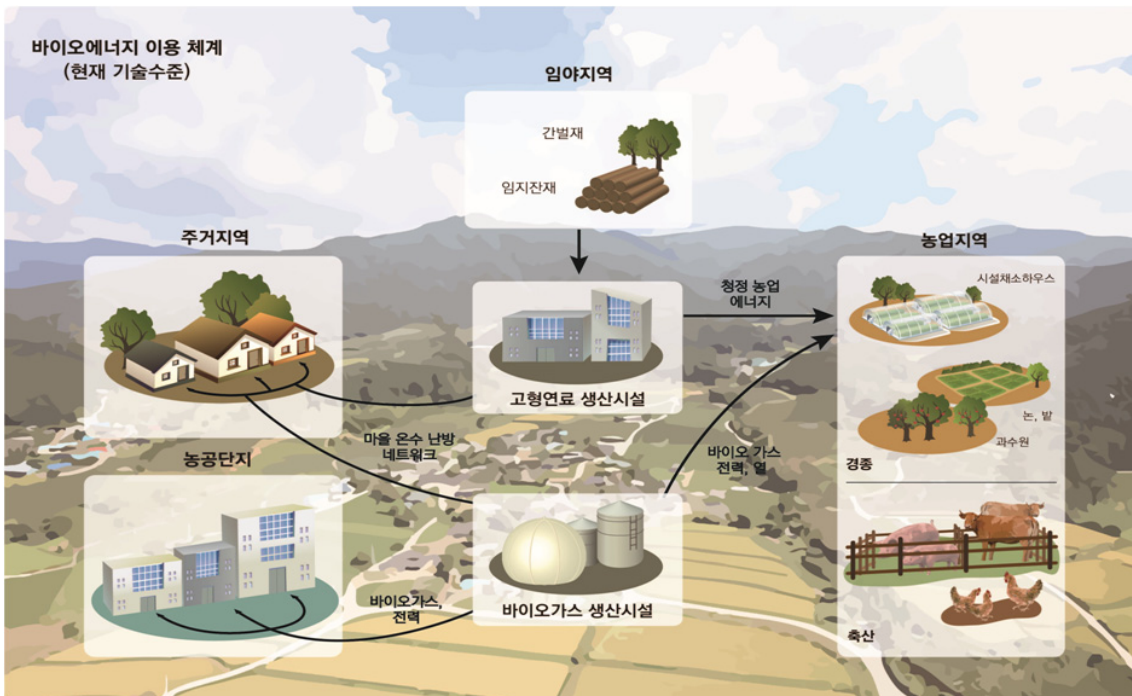 바이오에너지 이용 체계
(현재 기술수준)
임야지역
간벌재
임지잔재
주거지역
농업지역
시설채소하우스
청정 농업
에너지
고형연료 생산시설
논, 밭
과수원
마을 온수 난방
네트워크
바이오 가스
전력, 열
경종
농공단지
바이오가스,
전력
바이오가스 생산시설
축산